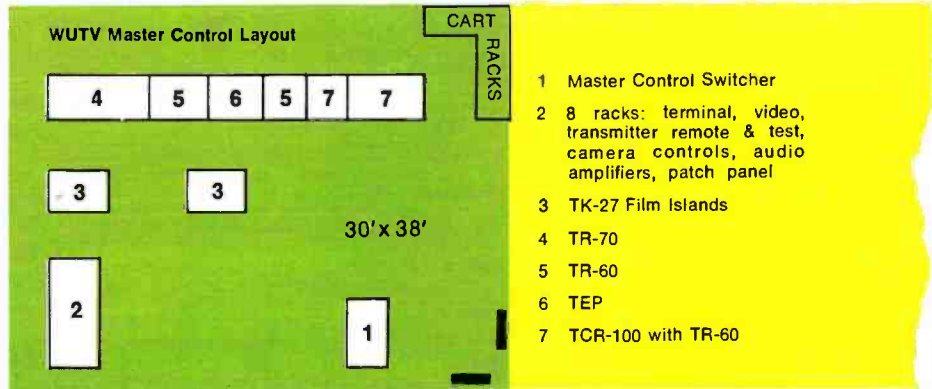 WUTV Master Control Layout
CART
RACKS
4 5 6 5 7 7
3 3
30'x 38'
2
1
1 Master Control Switcher
2 8 racks: terminal, video,
transmitter remote & test,
camera controls, audio
amplifiers, patch panel
3 TK-27 Film Islands
4 TR-70
5 TR-60
6 TEP
7 TCR-100 with TR-60